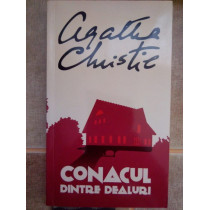 Agatha
Christie
CONACUL
DINTRE DEALURI